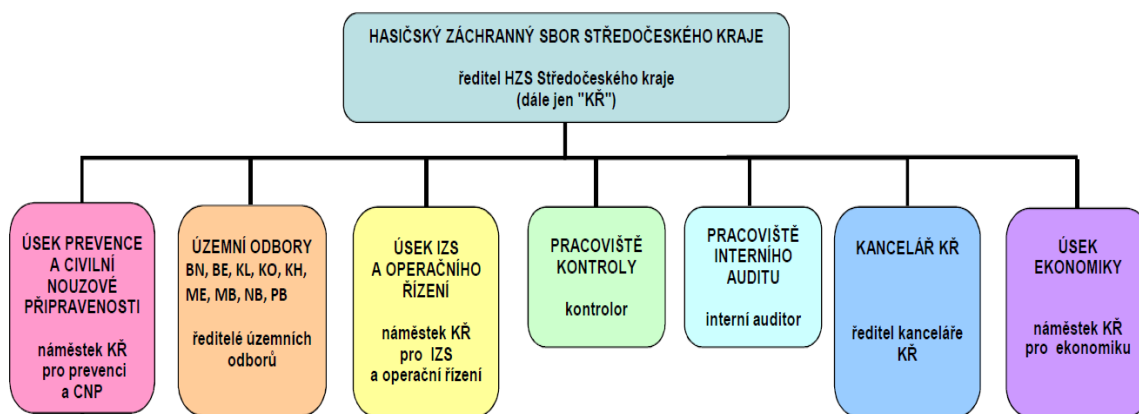 HASIČSKÝ ZÁCHRANNÝ SBOR STŘEDOČESKÉHO KRAJE
ředitel HZS Středočeského kraje
(dále jen "KŘ")
ÚSEK PREVENCE
A CIVILNÍ
NOUZOVÉ
PŘIPRAVENOSTI
náměstek KŘ
pro prevenci
a CNP
ÚZEMNÍ ODBORY
BN, BE, KL, KO, KH,
ME, MB, NB, PB
ředitelé územních
odborů
ÚSEK IZS
A OPERAČNÍHO
ŘÍZENÍ
náměstek KŘ
pro IZS
a operační řízení
PRACOVIŠTĚ
KONTROLY
kontrolor
PRACOVIŠTĚ
INTERNÍHO
AUDITU
interní auditor
KANCELÁŘ KŘ
ředitel kanceláře
KŘ
ÚSEK
EKONOMIKY
náměstek KŘ
pro ekonomiku